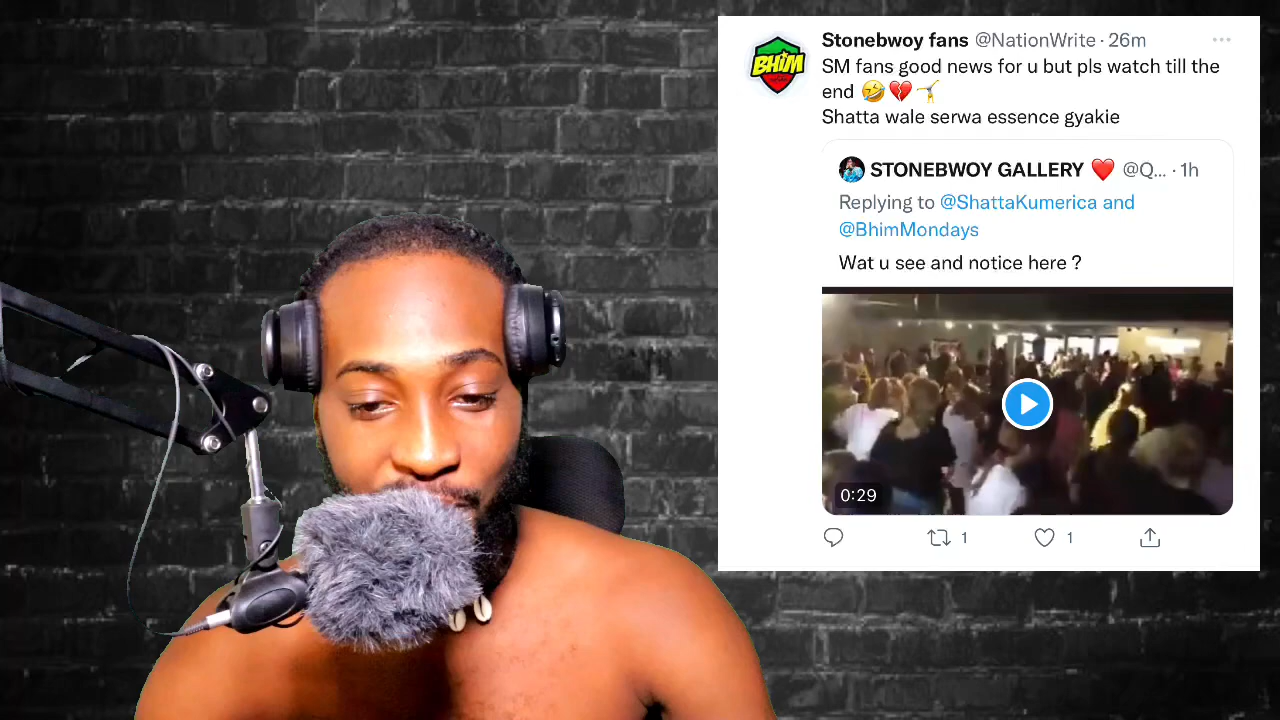 BHIM
Stonebwoy fans @NationWrite · 26m
SM fans good news for u but pls watch till the
end 🤣💔🤸
Shatta wale serwa essence gyakie
STONEBWOY GALLERY ❤️ @Q... · 1h
Replying to @ShattaKumerica and
@BhimMondays
Wat u see and notice here ?
0:29
1 1